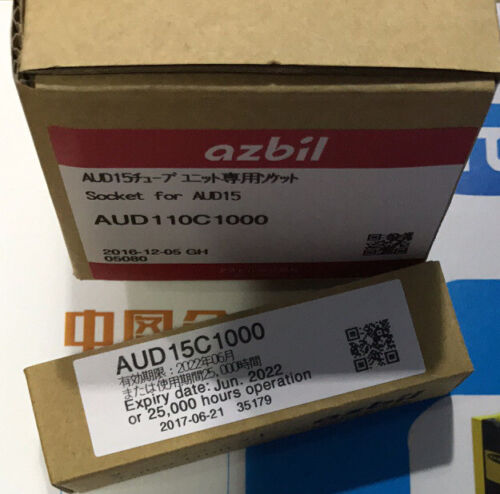 azbil
AUD15チューブ ユニット専用ソケット
Socket for AUD15
AUD110C1000
2016-12-05 GH
05080
AUD15C1000
有効期限:2022年06月
または使用期間25,000時間
Expiry date: Jun. 2022
or 25,000 hours operation
2017-06-21 35179
中国